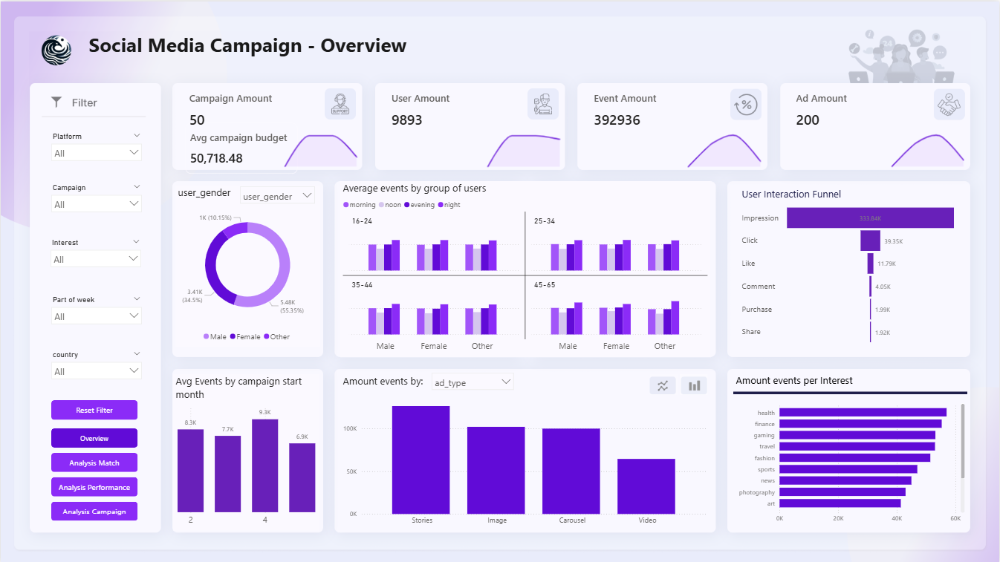 Social Media Campaign - Overview
Filter
Platform
All
Campaign
All
Interest
All
Part of week
All
country
All
Reset Filter
Overview
Analysis Match
Analysis Performance
Analysis Campaign
Campaign Amount
50
Avg campaign budget
50,718.48
SUPPORT
User Amount
9893
Event Amount
392936
%
Ad Amount
200
user_gender
user_gender
1K (10.15%)
3.41K
(34.5%)
5.48K
(55.35%)
Male Female Other
Average events by group of users
morning noon evening night
16-24
25-34
35-44
45-65
Male Female Other Male Female Other
User Interaction Funnel
Impression 333.84K
Click 39.35K
Like 11.79K
Comment 4.05K
Purchase 1.99K
Share 1.92K
Avg Events by campaign start
month
8.3K 7.7K 9.3K 6.9K
2 4
Amount events by: ad_type
100K
50K
0K
Stories Image Carousel Video
Amount events per Interest
health
finance
gaming
travel
fashion
sports
news
photography
art
0K 20K 40K 60K